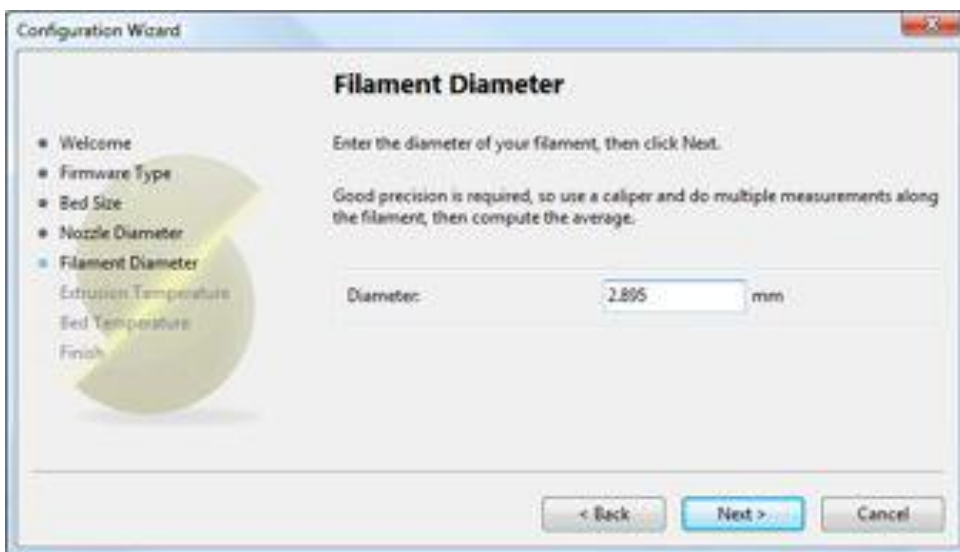 Configuration Wizard
Filament Diameter
Welcome
Firmware Type
Bed Size
Nozzle Diameter
Filament Diameter
Extrusion Temperature
Bed Temperature
Finish
Enter the diameter of your filament, then click Next.
Good precision is required, so use a caliper and do multiple measurements along
the filament, then compute the average.
Diameter: 2.895 mm
< Back Next > Cancel